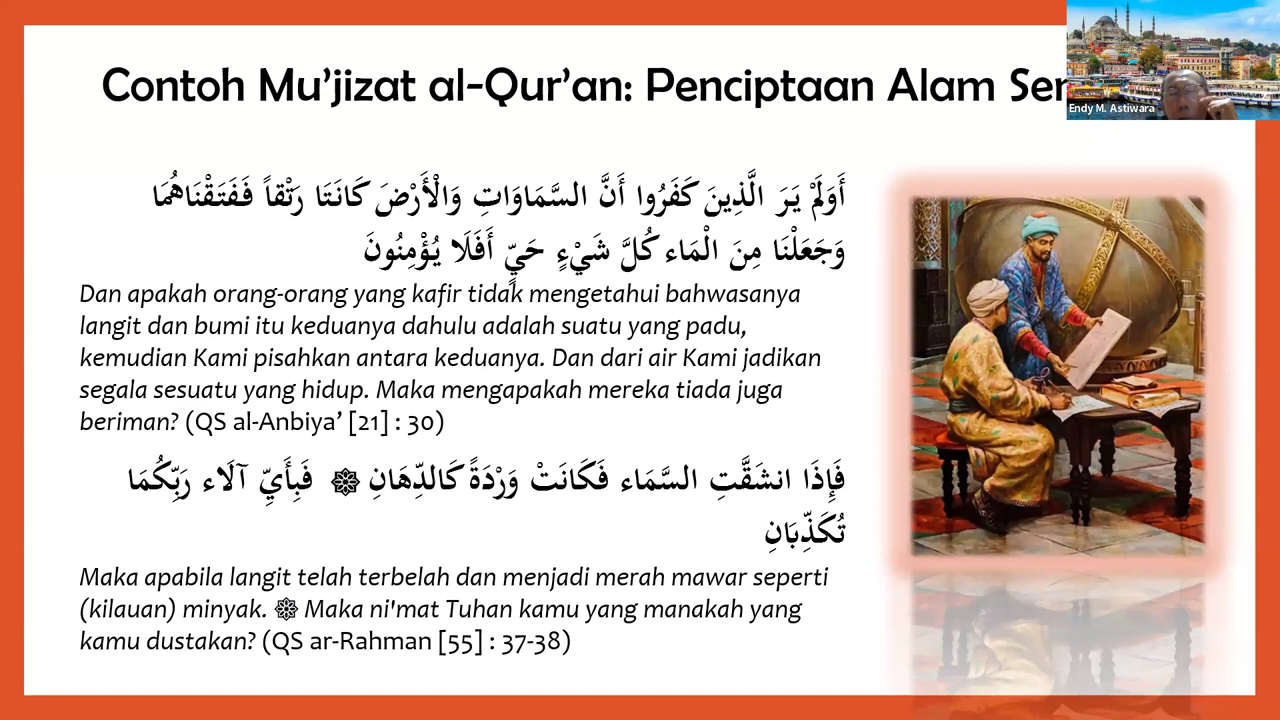 Contoh Mu'jizat al-Qur'an: Penciptaan Alam
Endy M. Astiwara
أَوَلَمْ يَرَ الَّذِينَ كَفَرُوا أَنَّ السَّمَاوَاتِ وَالْأَرْضَ كَانَتَا رَتْقاً فَفَتَقْنَاهُمَا
وَجَعَلْنَا مِنَ الْمَاء كُلَّ شَيْءٍ حَيٍّ أَفَلَا يُؤْمِنُونَ
Dan apakah orang-orang yang kafir tidak mengetahui bahwasanya
langit dan bumi itu keduanya dahulu adalah suatu yang padu,
kemudian Kami pisahkan antara keduanya. Dan dari air Kami jadikan
segala sesuatu yang hidup. Maka mengapakah mereka tiada juga
beriman? (QS al-Anbiya' [21] : 30)
فَإِذَا انشَقَّتِ السَّمَاء فَكَانَتْ وَرْدَةً كَالدِّهَانِ ۞ فَبِأَيِّ آلَاء رَبِّكُمَا
تُكَذِّبَانِ
Maka apabila langit telah terbelah dan menjadi merah mawar seperti
(kilauan) minyak. ۞ Maka ni'mat Tuhan kamu yang manakah yang
kamu dustakan? (QS ar-Rahman [55] : 37-38)